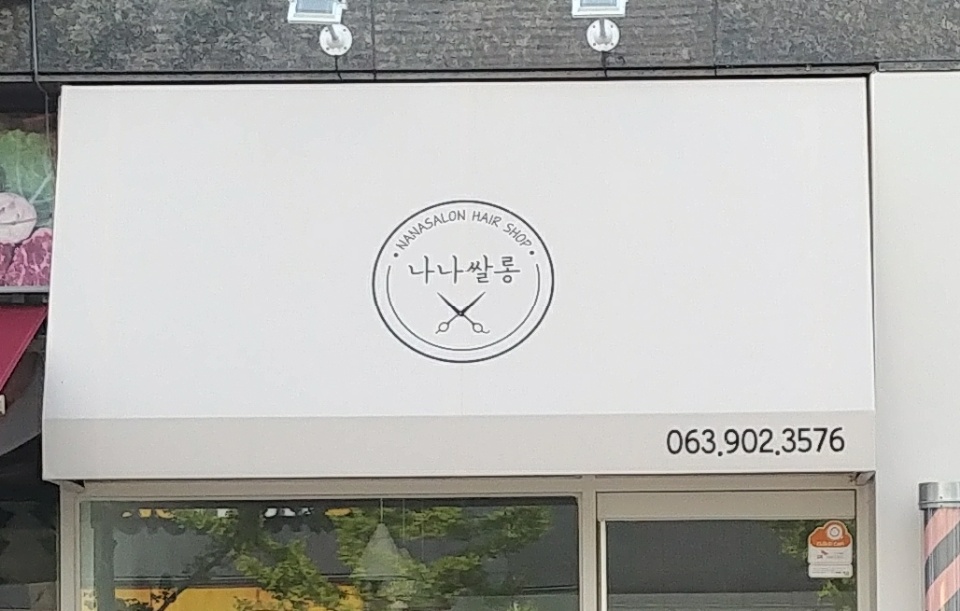 NANASALON HAIR SHOP
나나쌀롱
063.902.3576